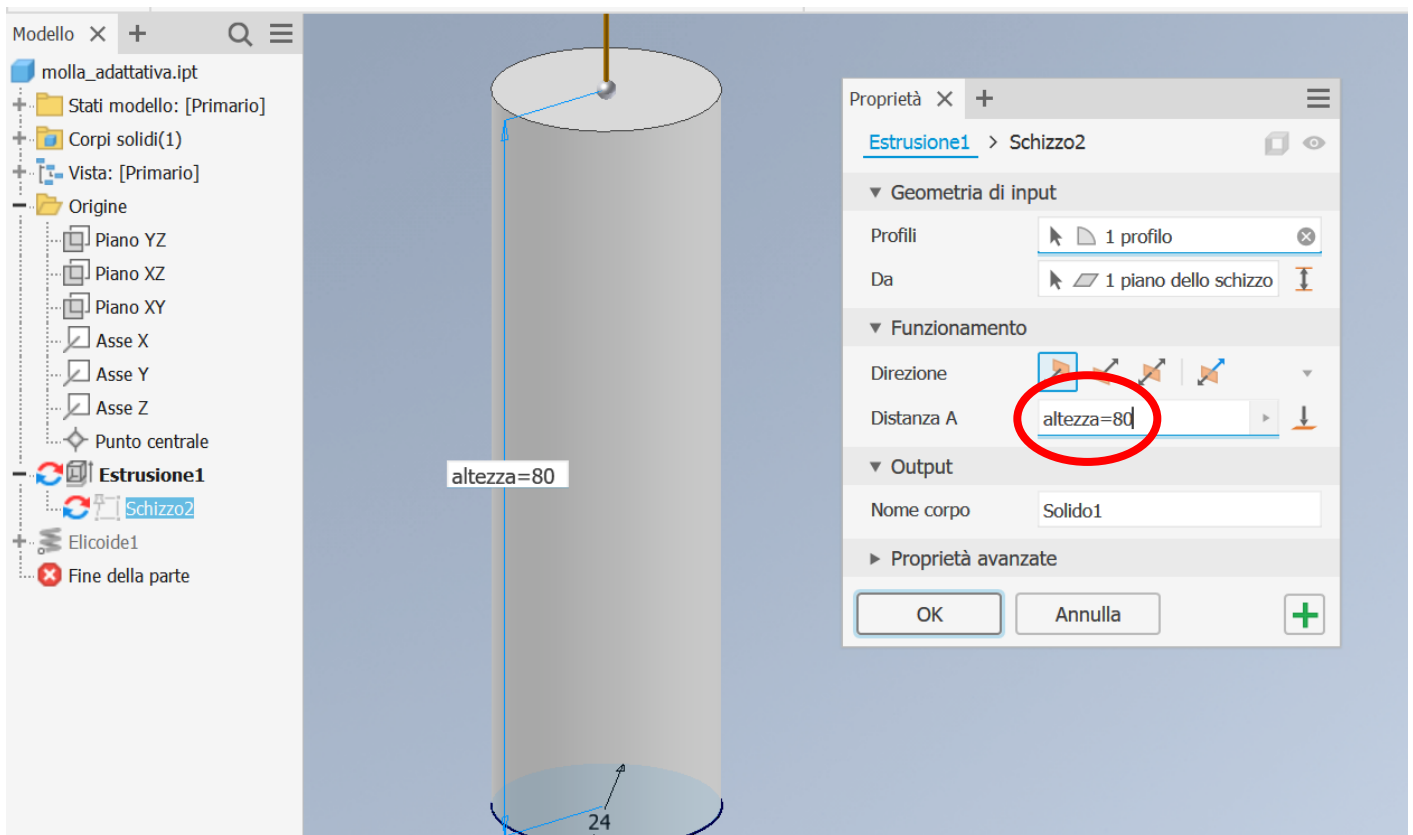 Modello
molla_adattativa.ipt
Stati modello: [Primario]
Corpi solidi(1)
Vista: [Primario]
Origine
Piano YZ
Piano XZ
Piano XY
Asse X
Asse Y
Asse Z
Punto centrale
Estrusione1
Schizzo2
Elicoide1
Fine della parte
altezza=80
24
Proprietà
Estrusione1 > Schizzo2
Geometria di input
Profili 1 profilo
Da 1 piano dello schizzo
Funzionamento
Direzione
Distanza A altezza=80
Output
Nome corpo Solido1
Proprietà avanzate
OK Annulla